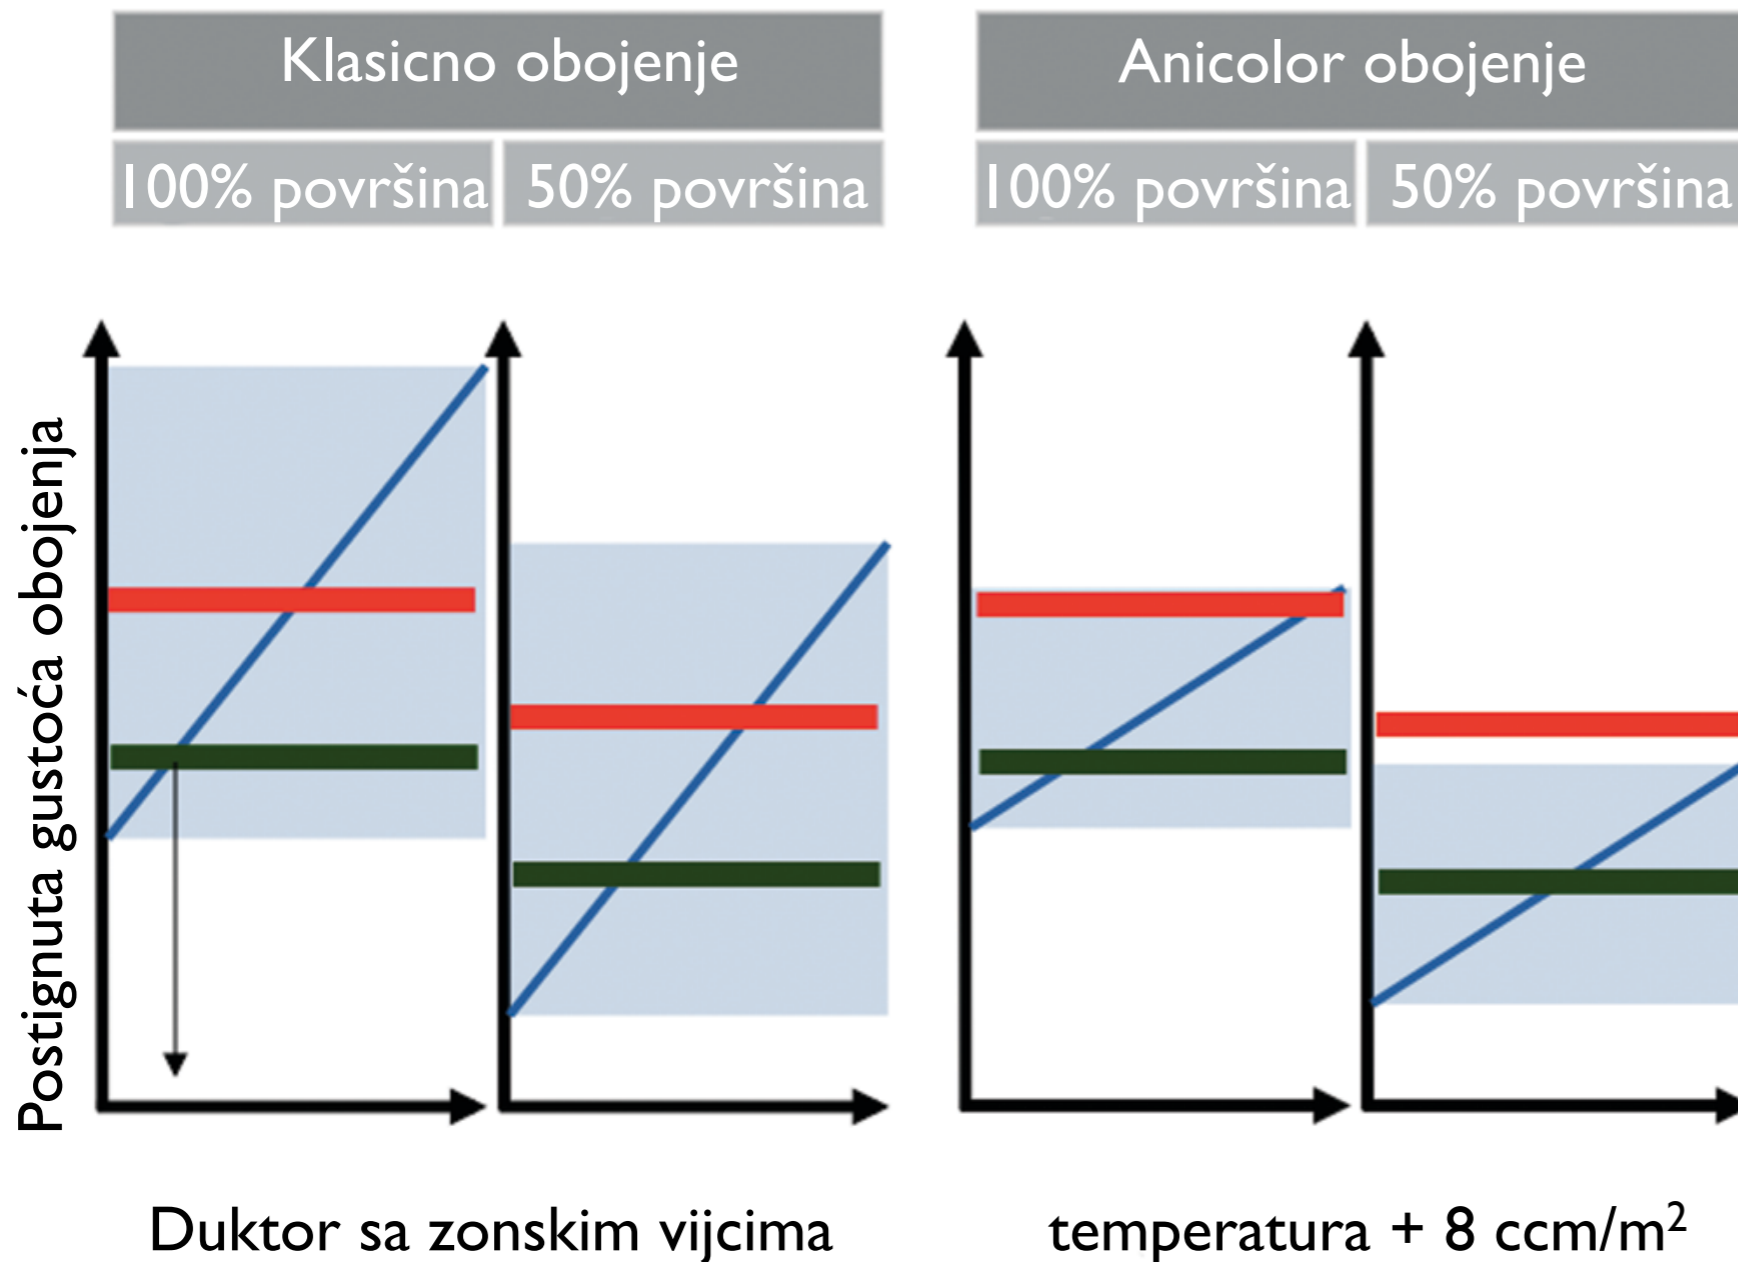 Klasicno obojenje
Anicolor obojenje
100% površina
50% površina
100% površina
50% površina
Postignuta gustoća obojenja
Duktor sa zonskim vijcima
temperatura + 8 ccm/m²